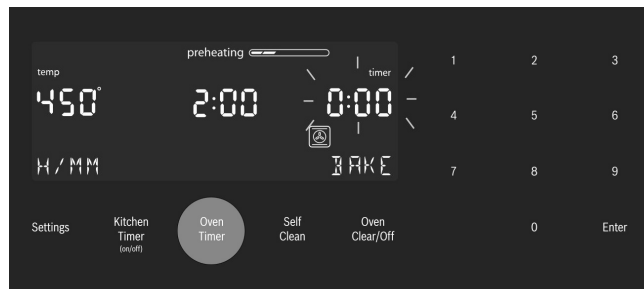 preheating
temp
timer
450°
2:00
0:00
H/MM
BAKE
1 2 3
4 5 6
7 8 9
0 Enter
Settings
Kitchen
Timer
(on/off)
Oven
Timer
Self
Clean
Oven
Clear/Off